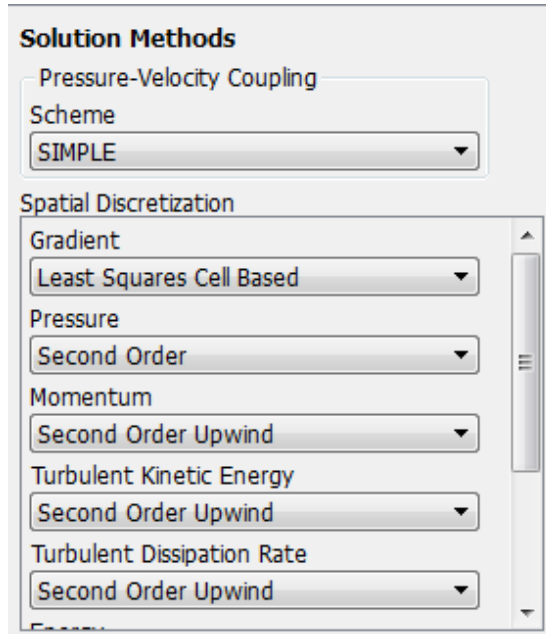 Solution Methods
Pressure-Velocity Coupling
Scheme
SIMPLE
Spatial Discretization
Gradient
Least Squares Cell Based
Pressure
Second Order
Momentum
Second Order Upwind
Turbulent Kinetic Energy
Second Order Upwind
Turbulent Dissipation Rate
Second Order Upwind
Energy